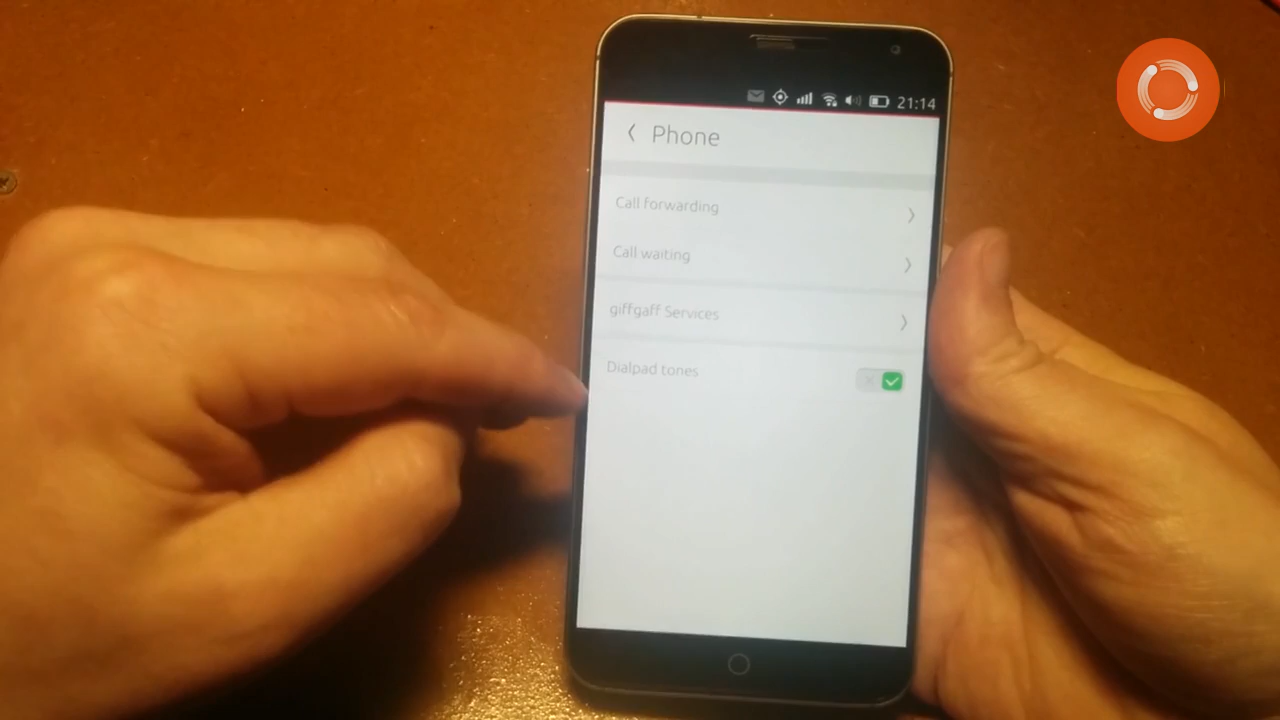 21:14
Phone
Call forwarding
Call waiting
giffgaff Services
Dialpad tones